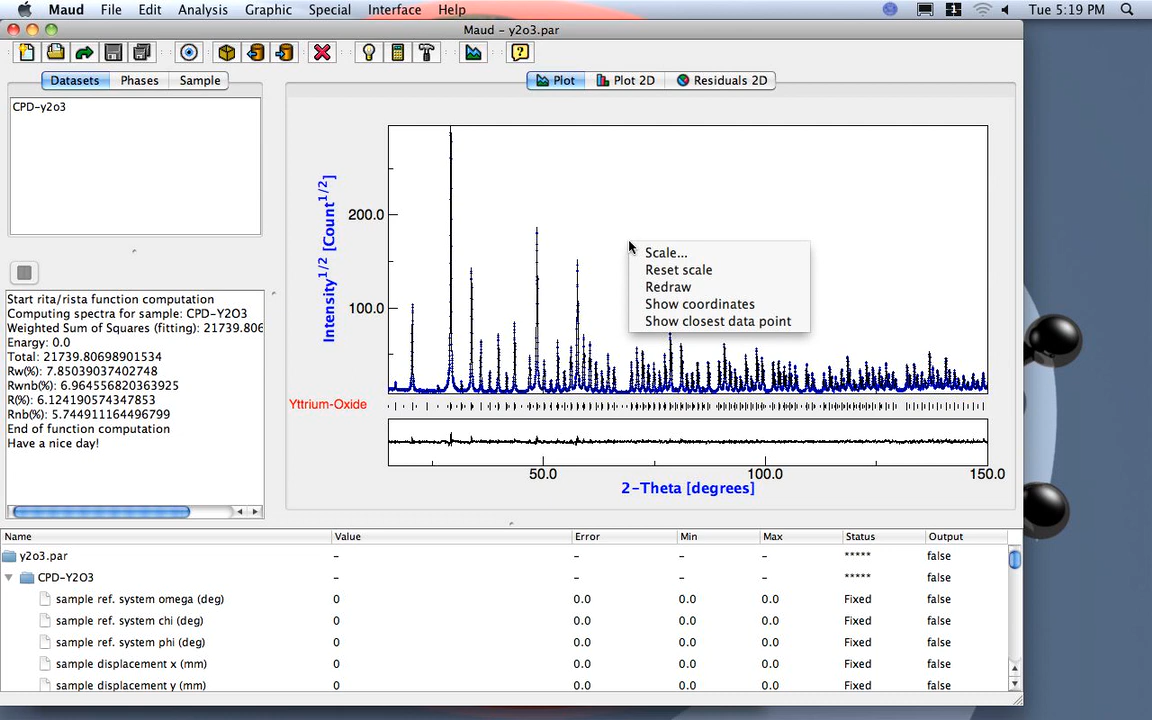 Maud File Edit Analysis Graphic Special Interface Help
1
Tue 5:19 PM
Maud – y2o3.par
Datasets Phases Sample
Plot Plot 2D Residuals 2D
CPD-y2o3
Start rita/rista function computation
Computing spectra for sample: CPD-Y2O3
Weighted Sum of Squares (fitting): 21739.806
Enargy: 0.0
Total: 21739.80698901534
Rw(%): 7.85039037402748
Rwnb(%): 6.964556820363925
R(%): 6.124190574347853
Rnb(%): 5.744911164496799
End of function computation
Have a nice day!
Intensity1/2 [Count1/2]
200.0
100.0
Scale...
Reset scale
Redraw
Show coordinates
Show closest data point
Yttrium-Oxide
50.0 100.0 150.0
2-Theta [degrees]
Name Value Error Min Max Status Output
y2o3.par – – – – ***** false
CPD-Y2O3 – – – – ***** false
sample ref. system omega (deg) 0 0.0 0.0 0.0 Fixed false
sample ref. system chi (deg) 0 0.0 0.0 0.0 Fixed false
sample ref. system phi (deg) 0 0.0 0.0 0.0 Fixed false
sample displacement x (mm) 0 0.0 0.0 0.0 Fixed false
sample displacement y (mm) 0 0.0 0.0 0.0 Fixed false